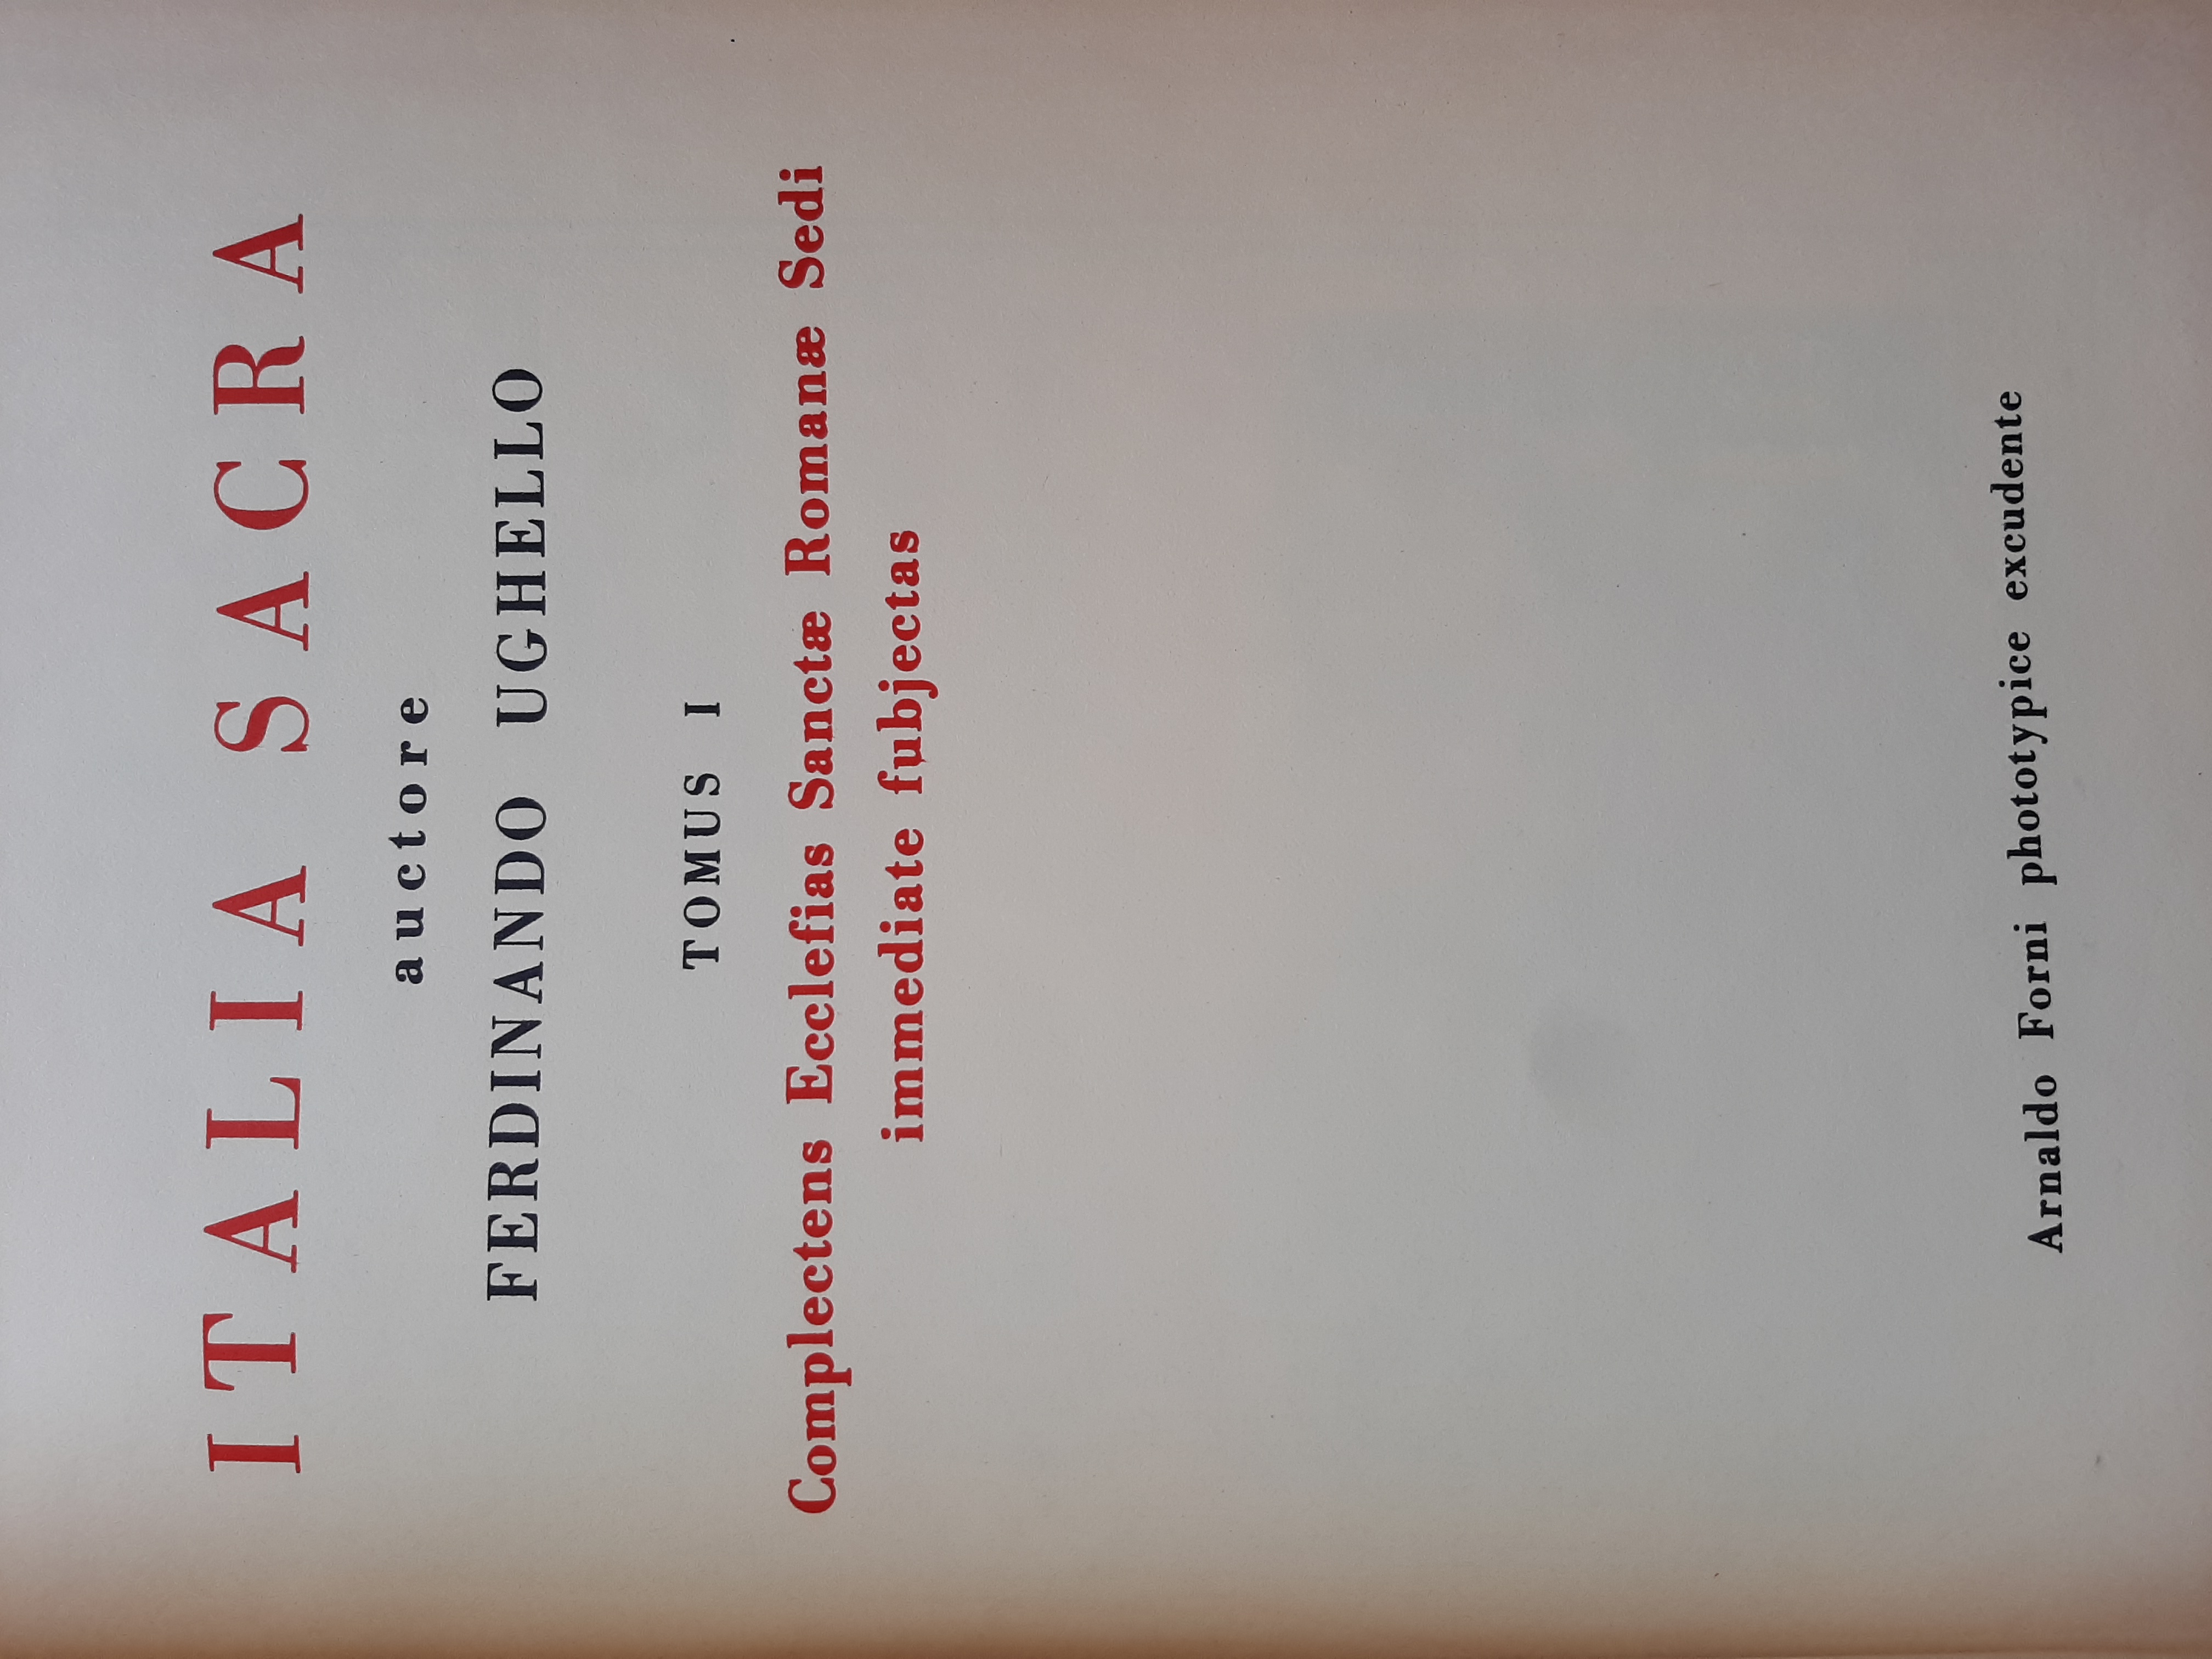 ITALIA SACRA
auctore
FERDINANDO UGHELLO
TOMUS I
Complectens Ecclefias Sanctæ Romanæ Sedi
immediate fubjectas
Arnaldo Forni phototypice excudente